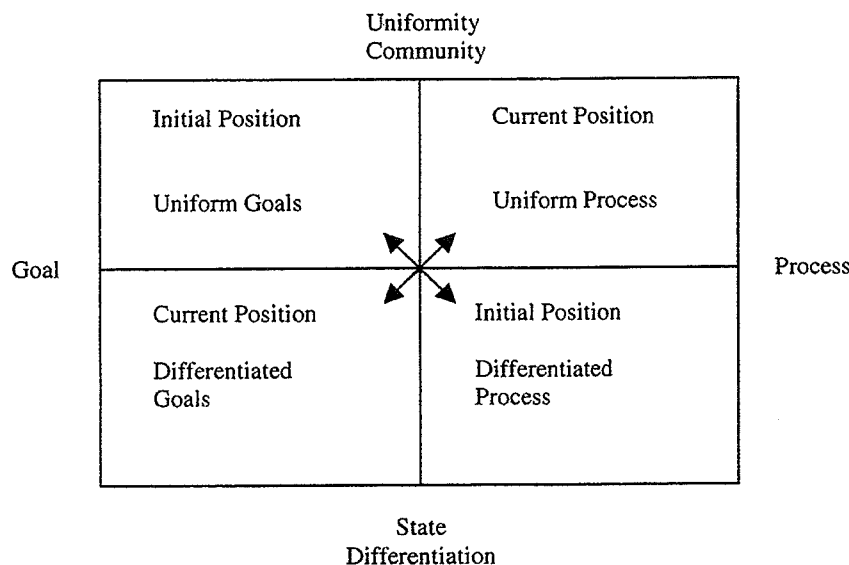 Uniformity
Community
Initial Position
Current Position
Uniform Goals
Uniform Process
Goal
Process
Current Position
Initial Position
Differentiated
Goals
Differentiated
Process
State
Differentiation